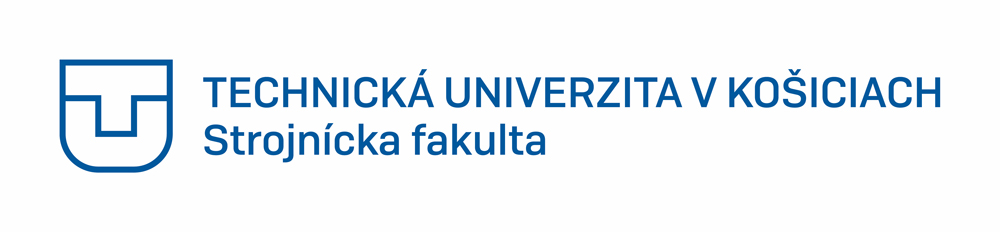 TECHNICKÁ UNIVERZITA V KOŠICIACH
Strojnícka fakulta